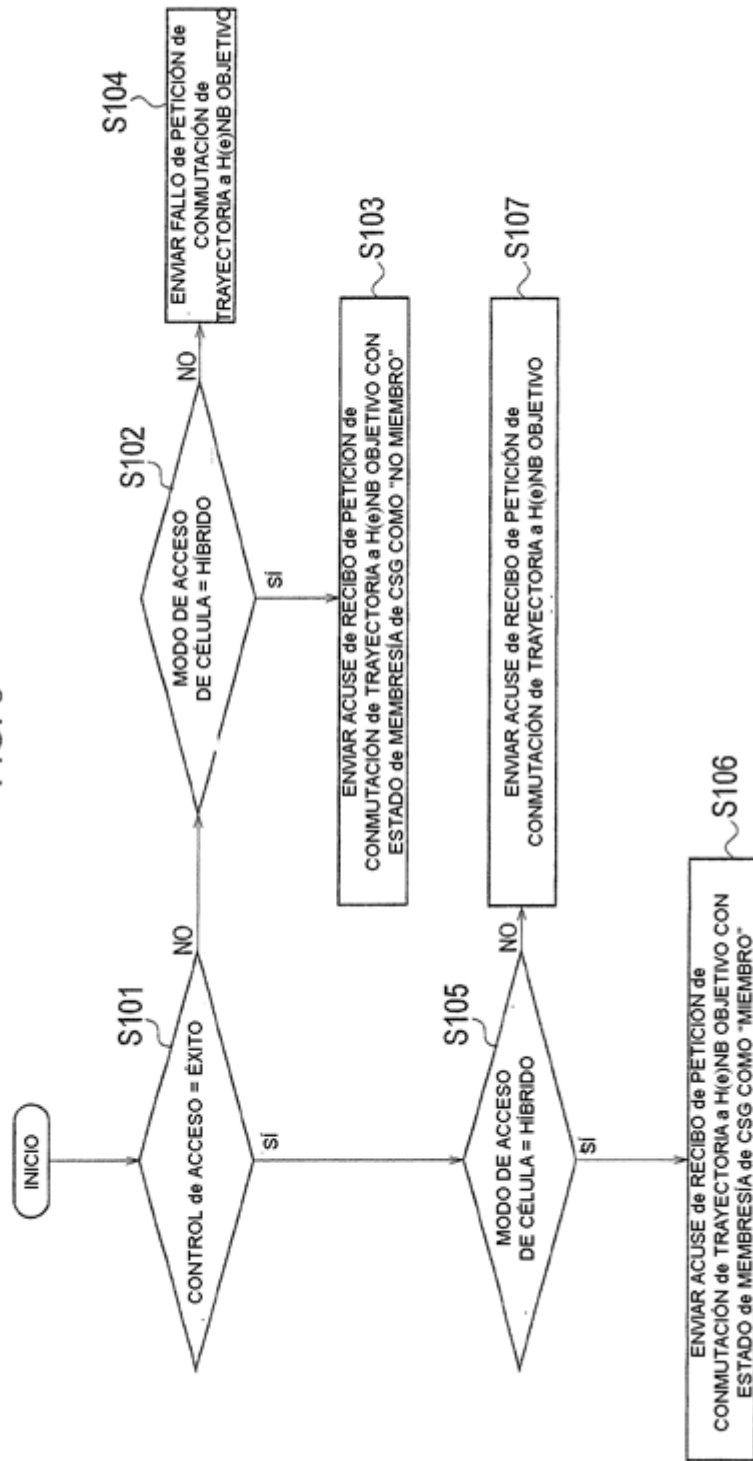 INICIO
S101
CONTROL de ACCESO = ÉXITO
NO
SÍ
S102
MODO DE ACCESO
DE CÉLULA = HÍBRIDO
NO
SÍ
S104
ENVIAR FALLO de PETICIÓN de
CONMUTACIÓN de
TRAYECTORIA a H(e)NB OBJETIVO
S103
ENVIAR ACUSE de RECIBO de PETICIÓN de
CONMUTACIÓN de TRAYECTORIA a H(e)NB OBJETIVO CON
ESTADO de MEMBRESÍA de CSG COMO "NO MIEMBRO"
S105
MODO DE ACCESO
DE CÉLULA = HÍBRIDO
NO
SÍ
S107
ENVIAR ACUSE de RECIBO de PETICIÓN de
CONMUTACIÓN de TRAYECTORIA a H(e)NB OBJETIVO
S106
ENVIAR ACUSE de RECIBO de PETICIÓN de
CONMUTACIÓN de TRAYECTORIA a H(e)NB OBJETIVO CON
ESTADO de MEMBRESÍA de CSG COMO "MIEMBRO"